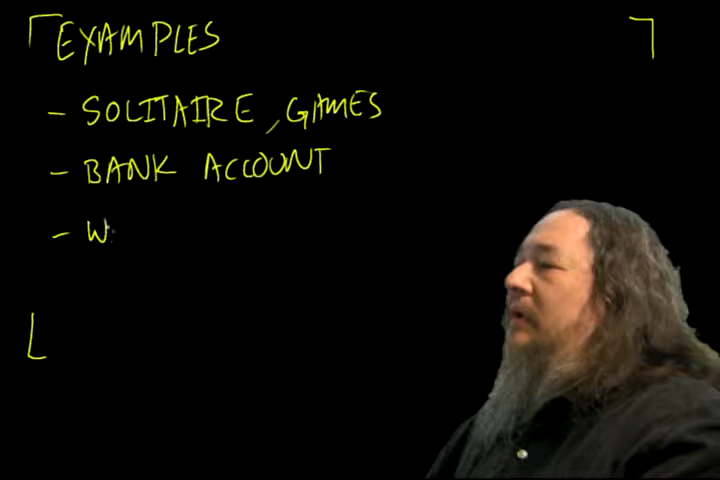 EXAMPLES
- SOLITAIRE, GAMES
- BANK ACCOUNT
- W